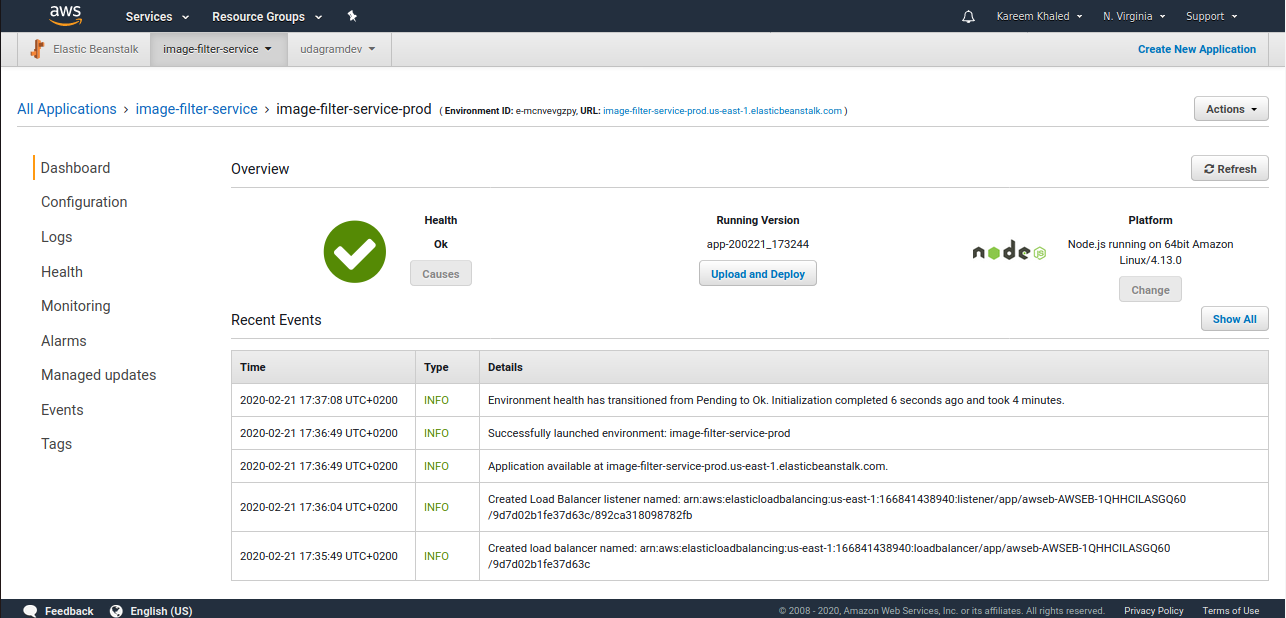 aws
Services Resource Groups Kareem Khaled N. Virginia Support
Elastic Beanstalk image-filter-service udagramdev Create New Application
All Applications › image-filter-service › image-filter-service-prod ( Environment ID: e-mcnvevgzpy, URL: image-filter-service-prod.us-east-1.elasticbeanstalk.com )
Actions
Dashboard
Configuration
Logs
Health
Monitoring
Alarms
Managed updates
Events
Tags
Overview
Refresh
Health
Ok
Causes
Running Version
app-200221_173244
Upload and Deploy
node JS
Platform
Node.js running on 64bit Amazon
Linux/4.13.0
Change
Recent Events
Show All
Time Type Details
2020-02-21 17:37:08 UTC+0200 INFO Environment health has transitioned from Pending to Ok. Initialization completed 6 seconds ago and took 4 minutes.
2020-02-21 17:36:49 UTC+0200 INFO Successfully launched environment: image-filter-service-prod
2020-02-21 17:36:49 UTC+0200 INFO Application available at image-filter-service-prod.us-east-1.elasticbeanstalk.com.
2020-02-21 17:36:04 UTC+0200 INFO Created Load Balancer listener named: arn:aws:elasticloadbalancing:us-east-1:166841438940:listener/app/awseb-AWSEB-1QHHCILASGQ60
/9d7d02b1fe37d63c/892ca318098782fb
2020-02-21 17:35:49 UTC+0200 INFO Created load balancer named: arn:aws:elasticloadbalancing:us-east-1:166841438940:loadbalancer/app/awseb-AWSEB-1QHHCILASGQ60
/9d7d02b1fe37d63c
Feedback English (US) © 2008 - 2020, Amazon Web Services, Inc. or its affiliates. All rights reserved. Privacy Policy Terms of Use